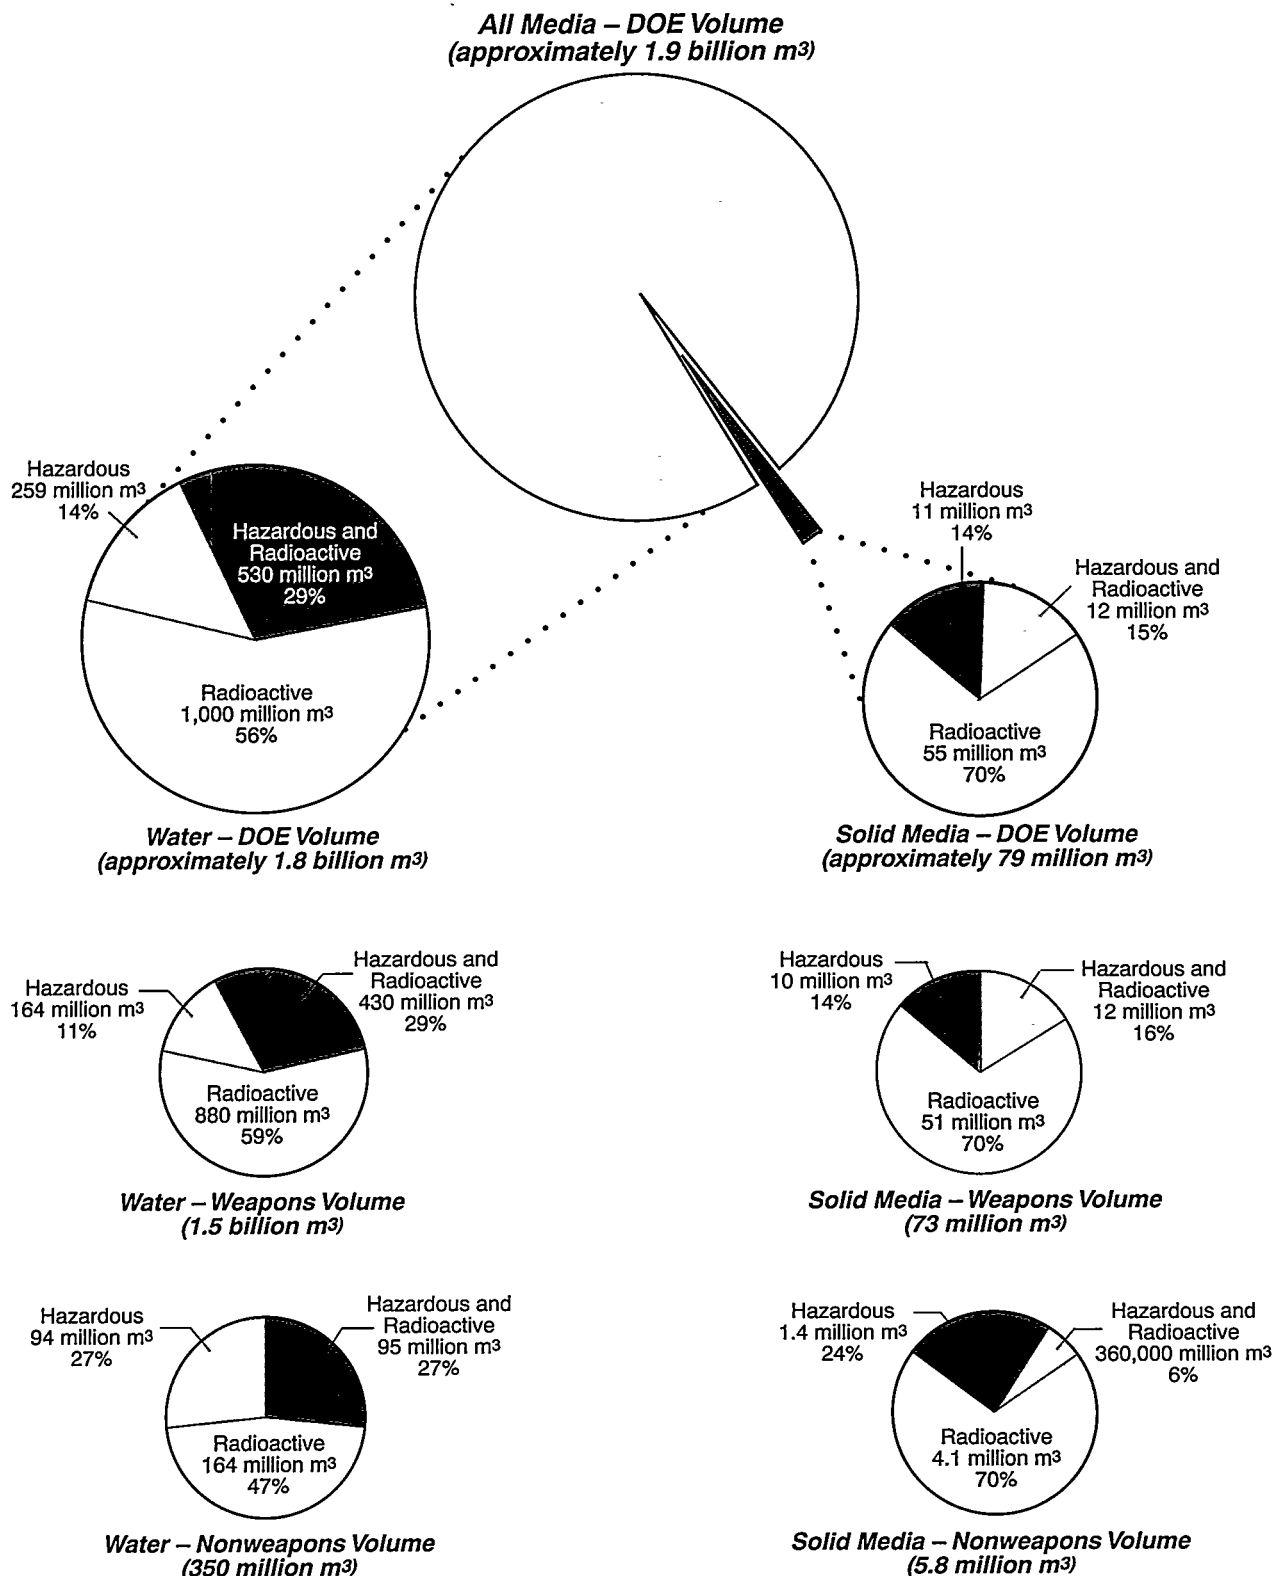 All Media – DOE Volume
(approximately 1.9 billion m³)
Hazardous
259 million m³
14%
Hazardous and
Radioactive
530 million m³
29%
Radioactive
1,000 million m³
56%
Water – DOE Volume
(approximately 1.8 billion m³)
Hazardous
11 million m³
14%
Hazardous and
Radioactive
12 million m³
15%
Radioactive
55 million m³
70%
Solid Media – DOE Volume
(approximately 79 million m³)
Hazardous
164 million m³
11%
Hazardous and
Radioactive
430 million m³
29%
Radioactive
880 million m³
59%
Water – Weapons Volume
(1.5 billion m³)
Hazardous
10 million m³
14%
Hazardous and
Radioactive
12 million m³
16%
Radioactive
51 million m³
70%
Solid Media – Weapons Volume
(73 million m³)
Hazardous
94 million m³
27%
Hazardous and
Radioactive
95 million m³
27%
Radioactive
164 million m³
47%
Water – Nonweapons Volume
(350 million m³)
Hazardous
1.4 million m³
24%
Hazardous and
Radioactive
360,000 million m³
6%
Radioactive
4.1 million m³
70%
Solid Media – Nonweapons Volume
(5.8 million m³)